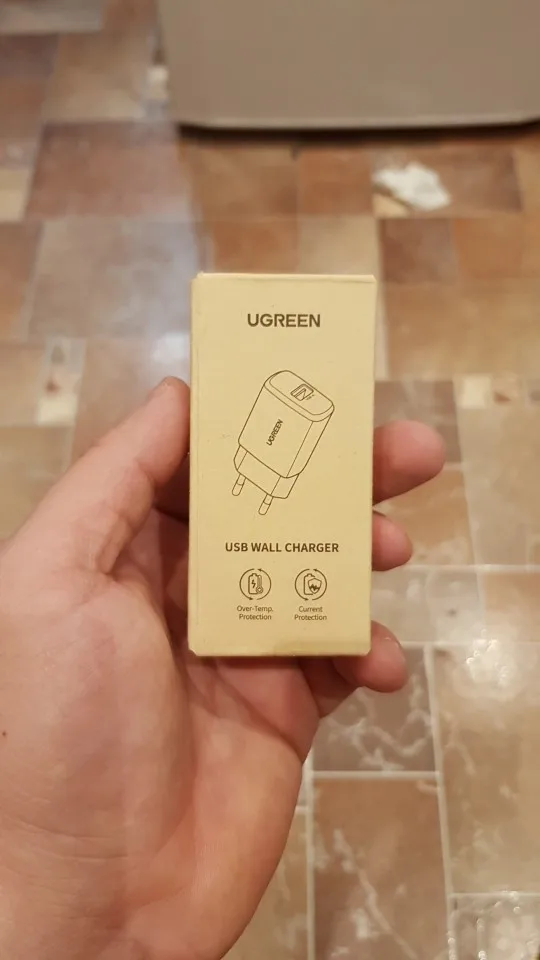 UGREEN
UGREEN
USB WALL CHARGER
Over-Temp. Protection
Current Protection